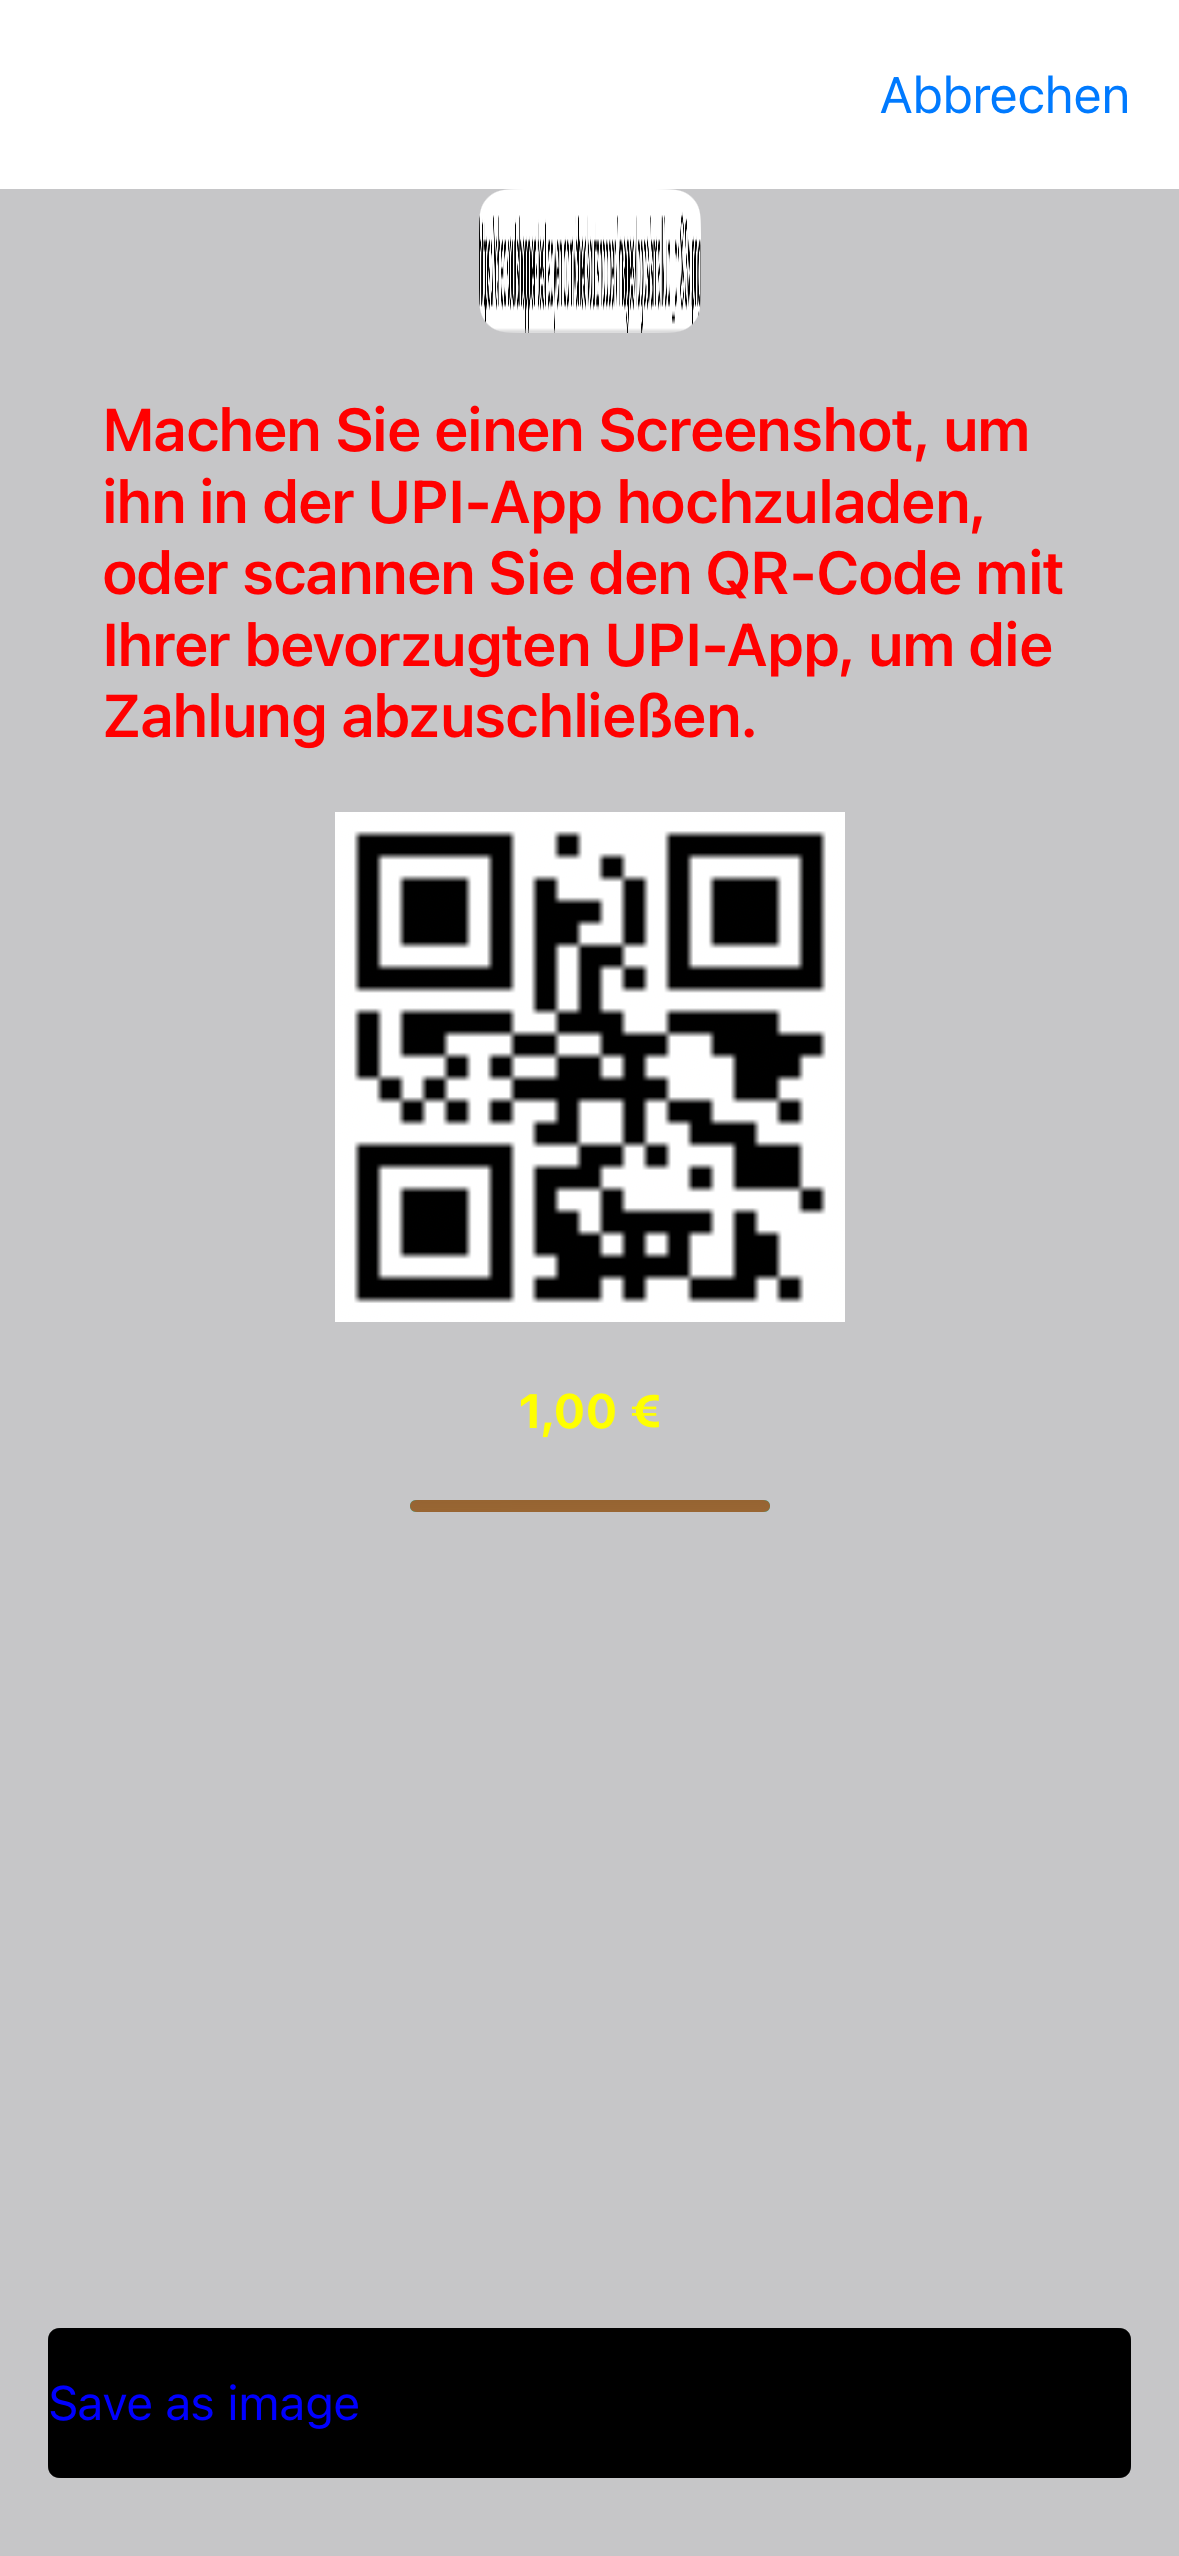 Abbrechen
Machen Sie einen Screenshot, um
ihn in der UPI-App hochzuladen,
oder scannen Sie den QR-Code mit
Ihrer bevorzugten UPI-App, um die
Zahlung abzuschließen.
1,00 €
Save as image